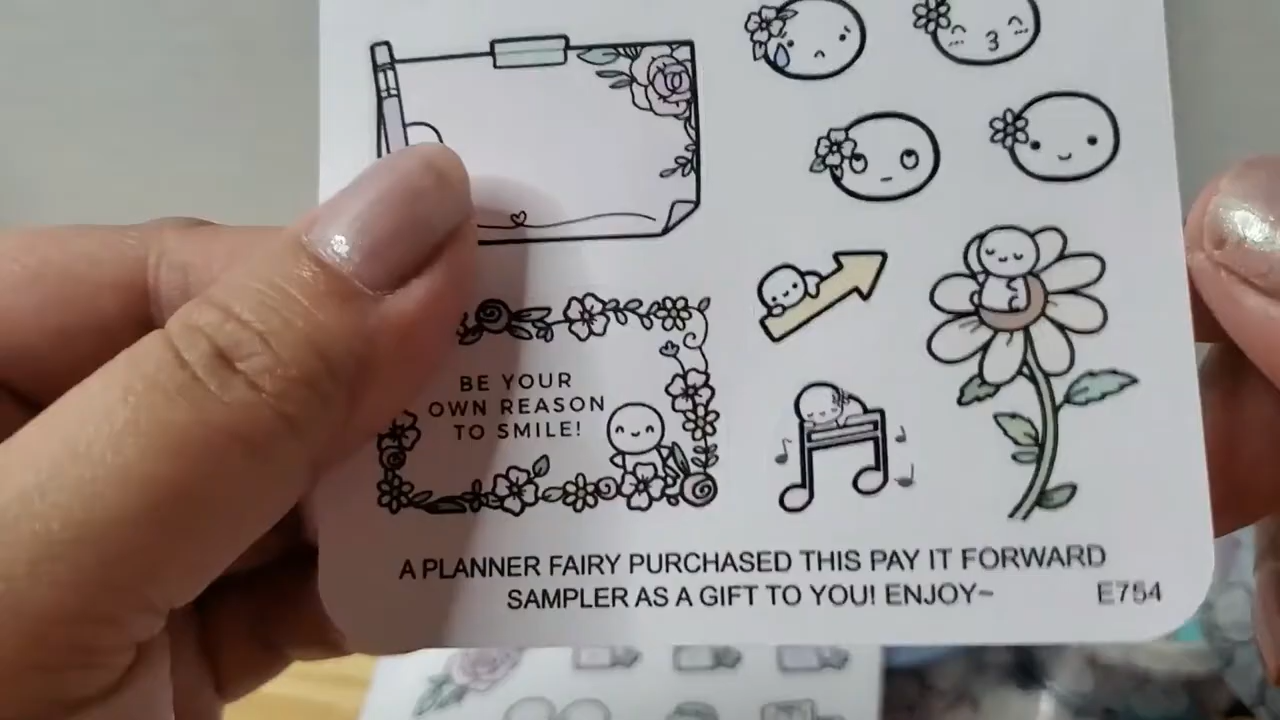 BE YOUR
OWN REASON
TO SMILE!
A PLANNER FAIRY PURCHASED THIS PAY IT FORWARD
SAMPLER AS A GIFT TO YOU! ENJOY~ E754